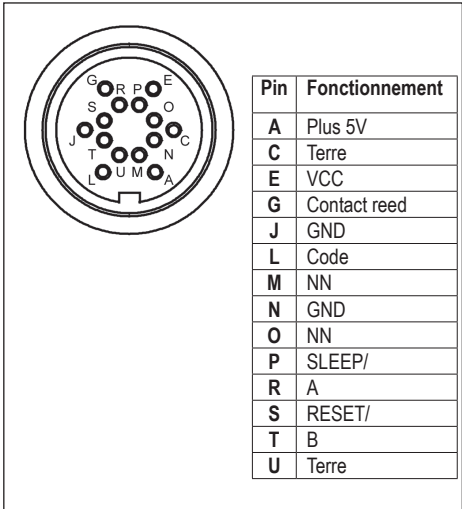 G R P E
S O
J C
T N
L U M A
Pin Fonctionnement
A Plus 5V
C Terre
E VCC
G Contact reed
J GND
L Code
M NN
N GND
O NN
P SLEEP/
R A
S RESET/
T B
U Terre